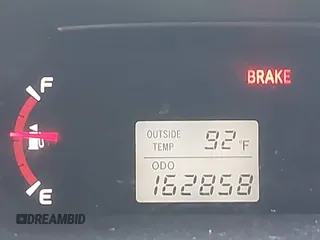 F
BRAKE
OUTSIDE TEMP 92°F
ODO
162858
E
DREAMBID